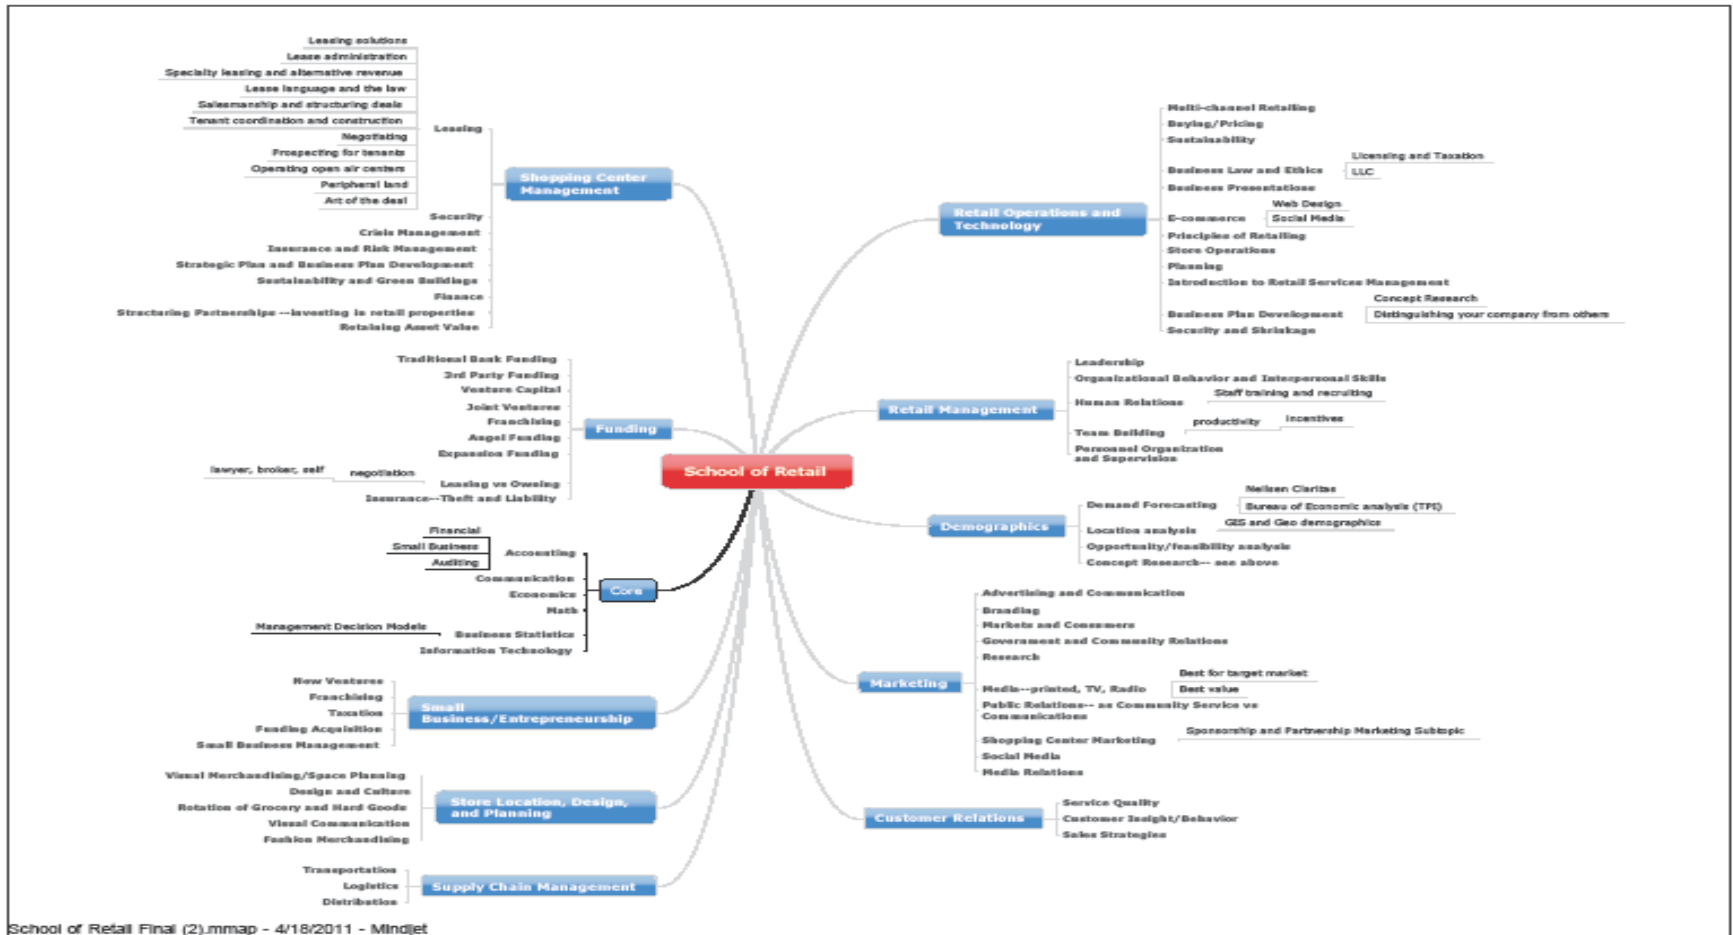 School of Retail
Shopping Center
Management
Leasing
Leasing solutions
Lease administration
Specialty leasing and alternative revenue
Lease language and the law
Salesmanship and structuring deals
Tenant coordination and construction
Negotiating
Prospecting for tenants
Operating open air centers
Peripheral land
Art of the deal
Security
Crisis Management
Insurance and Risk Management
Strategic Plan and Business Plan Development
Sustainability and Green Buildings
Finance
Structuring Partnerships --investing in retail properties
Retaining Asset Value
Funding
Traditional Bank Funding
3rd Party Funding
Venture Capital
Joint Ventures
Franchising
Angel Funding
Expansion Funding
Leasing vs Owning
negotiation
lawyer, broker, self
Insurance--Theft and Liability
Core
Accounting
Financial
Small Business
Auditing
Communication
Economics
Math
Business Statistics
Management Decision Models
Information Technology
Small
Business/Entrepreneurship
New Ventures
Franchising
Taxation
Funding Acquisition
Small Business Management
Store Location, Design,
and Planning
Visual Merchandising/Space Planning
Design and Culture
Rotation of Grocery and Hard Goods
Visual Communication
Fashion Merchandising
Supply Chain Management
Transportation
Logistics
Distribution
Retail Operations and
Technology
Multi-channel Retailing
Buying/Pricing
Sustainability
Business Law and Ethics
Licensing and Taxation
LLC
Business Presentations
E-commerce
Web Design
Social Media
Principles of Retailing
Store Operations
Planning
Introduction to Retail Services Management
Business Plan Development
Concept Research
Distinguishing your company from others
Security and Shrinkage
Retail Management
Leadership
Organizational Behavior and Interpersonal Skills
Human Relations
Staff training and recruiting
Team Building
productivity
Incentives
Personnel Organization
and Supervision
Demographics
Demand Forecasting
Neilsen Claritas
Bureau of Economic analysis (TPI)
Location analysis
GIS and Geo demographics
Opportunity/feasibility analysis
Concept Research-- see above
Marketing
Advertising and Communication
Branding
Markets and Consumers
Government and Community Relations
Research
Media--printed, TV, Radio
Best for target market
Best value
Public Relations-- as Community Service vs
Communications
Shopping Center Marketing
Sponsorship and Partnership Marketing Subtopic
Social Media
Media Relations
Customer Relations
Service Quality
Customer Insight/Behavior
Sales Strategies
School of Retail Final (2).mmap - 4/18/2011 - Mindjet